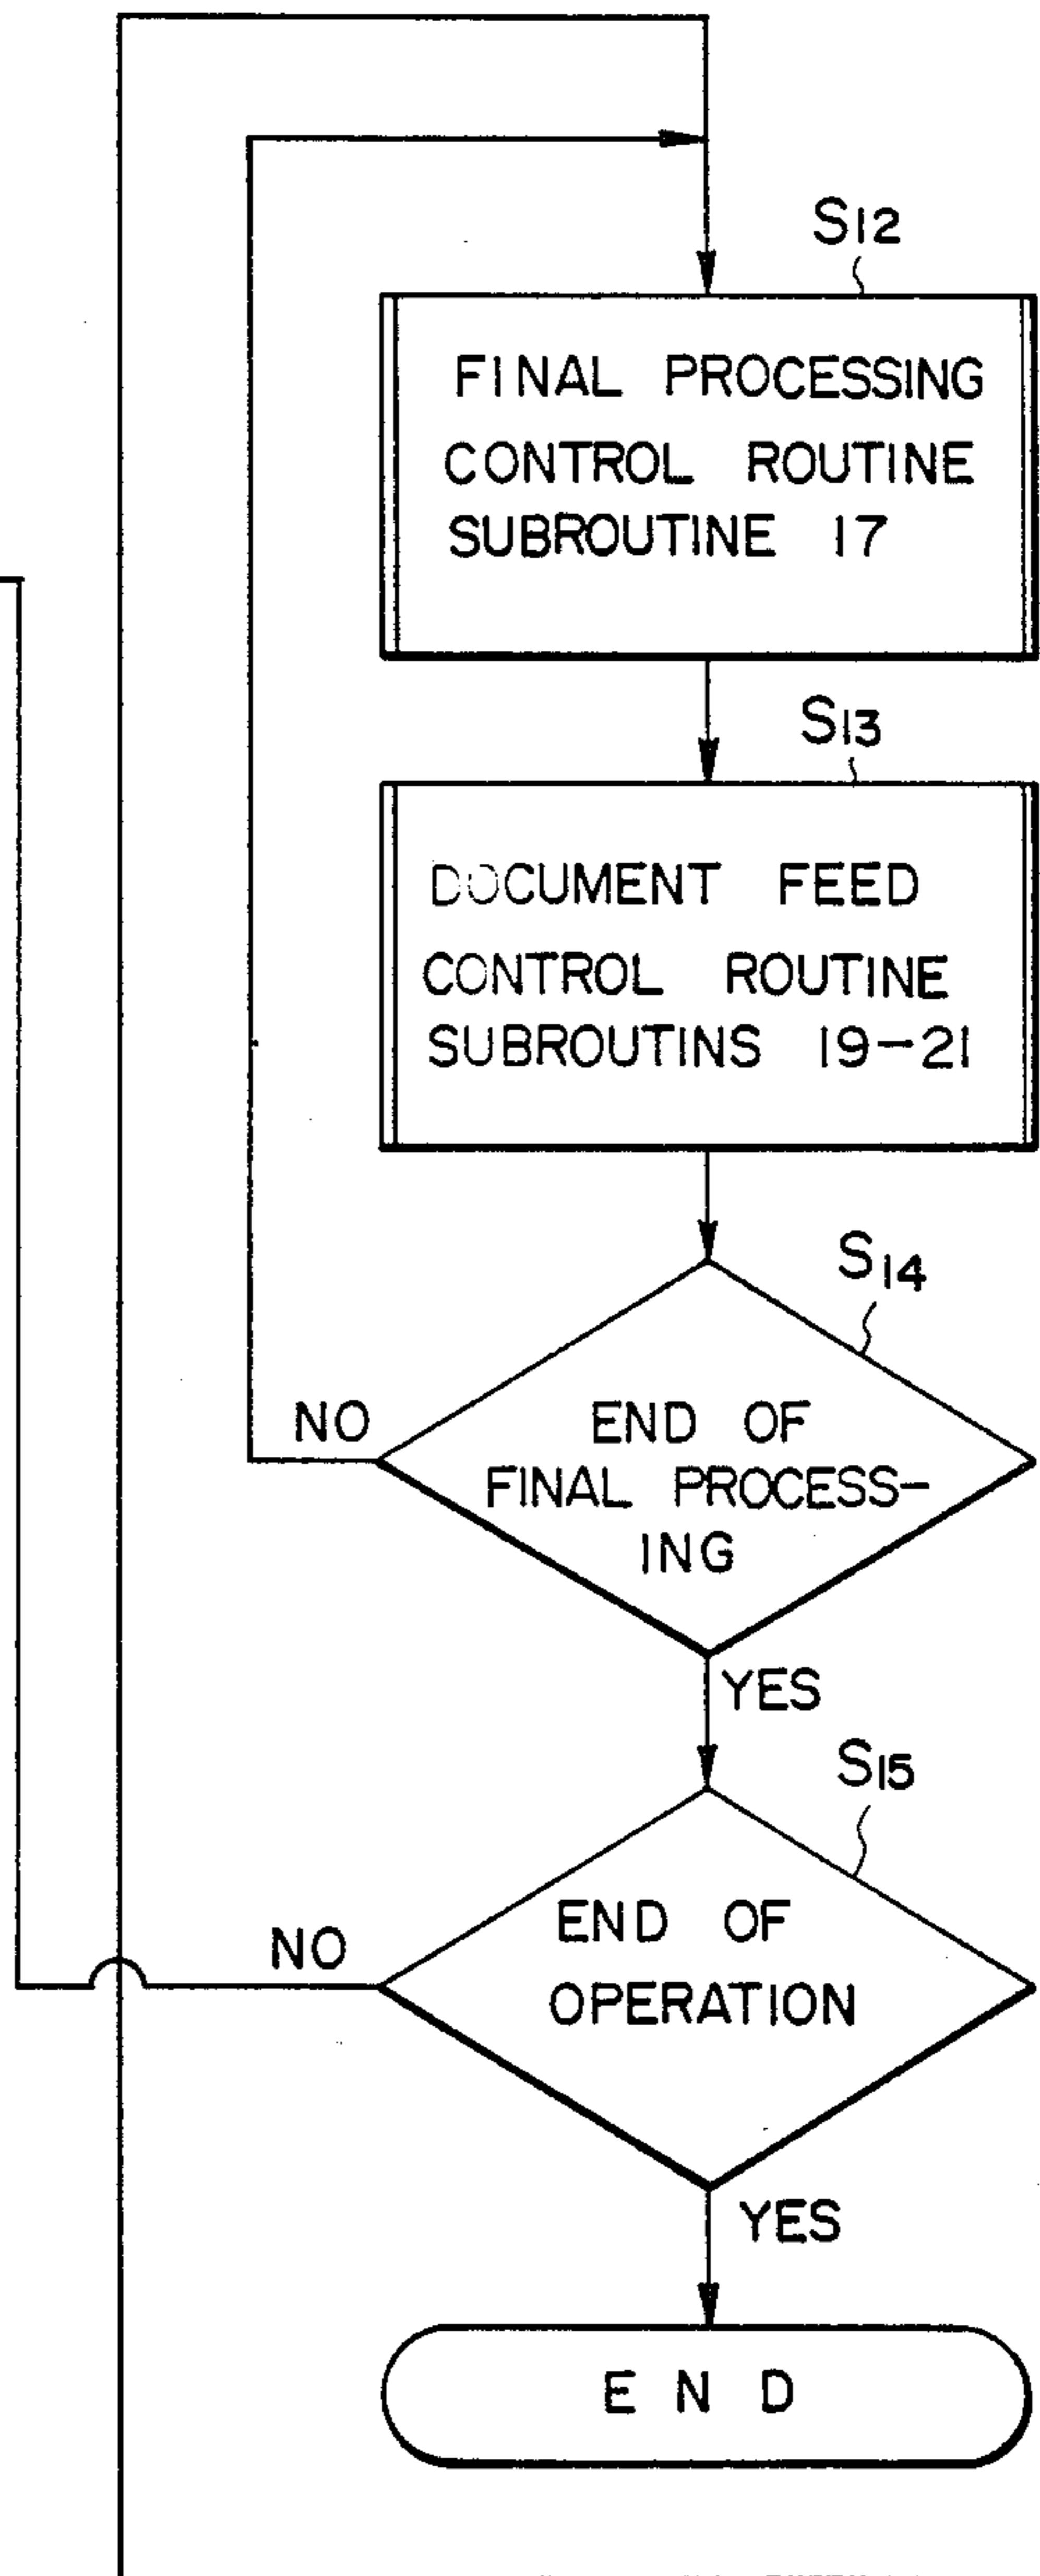 S12
FINAL PROCESSING
CONTROL ROUTINE
SUBROUTINE 17
S13
DOCUMENT FEED
CONTROL ROUTINE
SUBROUTINS 19-21
S14
NO
END OF
FINAL PROCESS-
ING
YES
S15
NO
END OF
OPERATION
YES
END